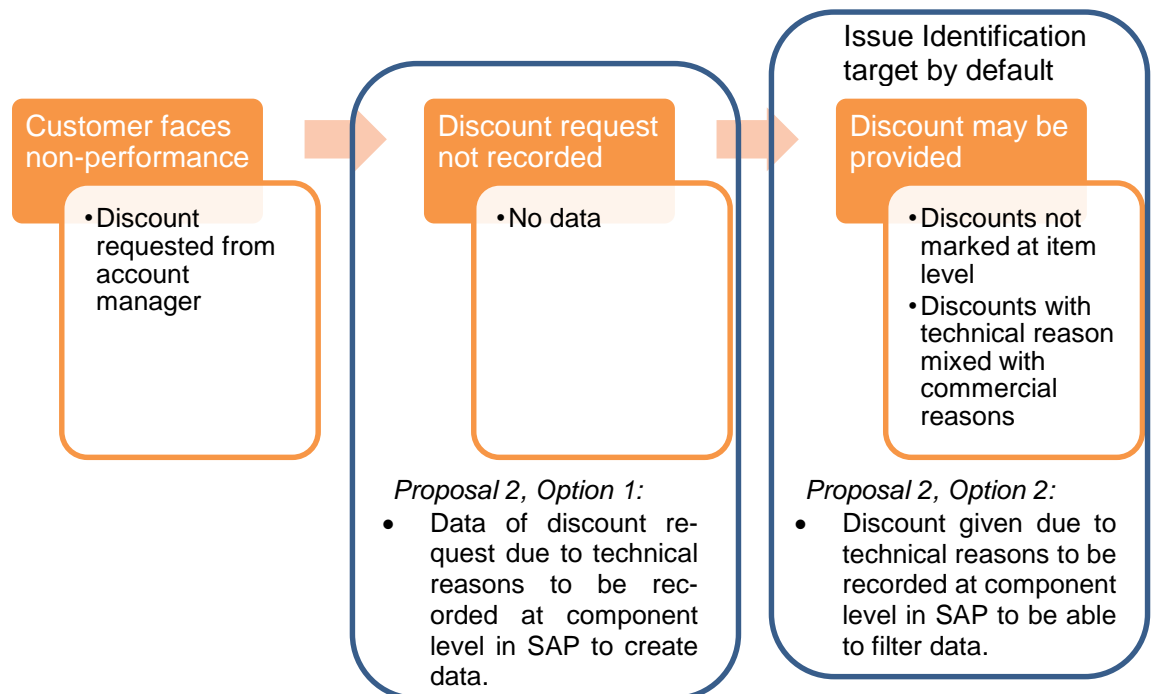 Customer faces
non-performance
•Discount
requested from
account
manager
Discount request
not recorded
•No data
Proposal 2, Option 1:
• Data of discount re-
quest due to technical
reasons to be rec-
orded at component
level in SAP to create
data.
Issue Identification
target by default
Discount may be
provided
•Discounts not
marked at item
level
•Discounts with
technical reason
mixed with
commercial
reasons
Proposal 2, Option 2:
• Discount given due to
technical reasons to be
recorded at component
level in SAP to be able
to filter data.